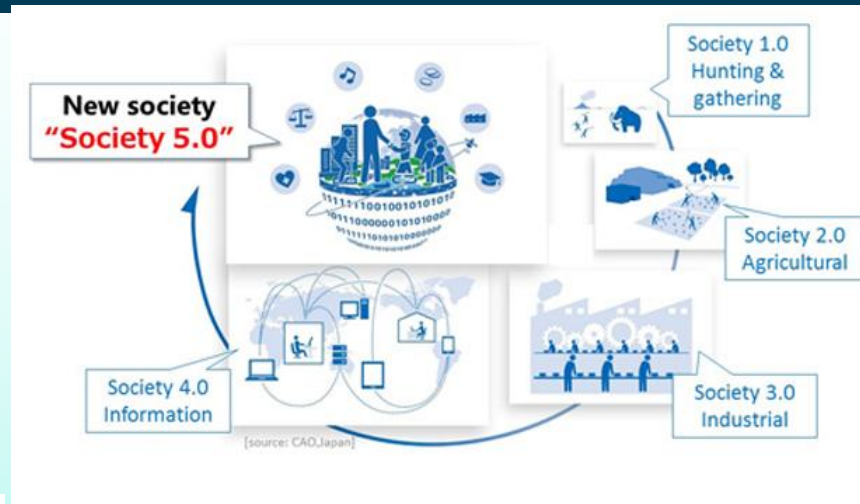 New society
“Society 5.0”
Society 1.0
Hunting &
gathering
Society 2.0
Agricultural
Society 3.0
Industrial
Society 4.0
Information
[source: CAO,Japan]